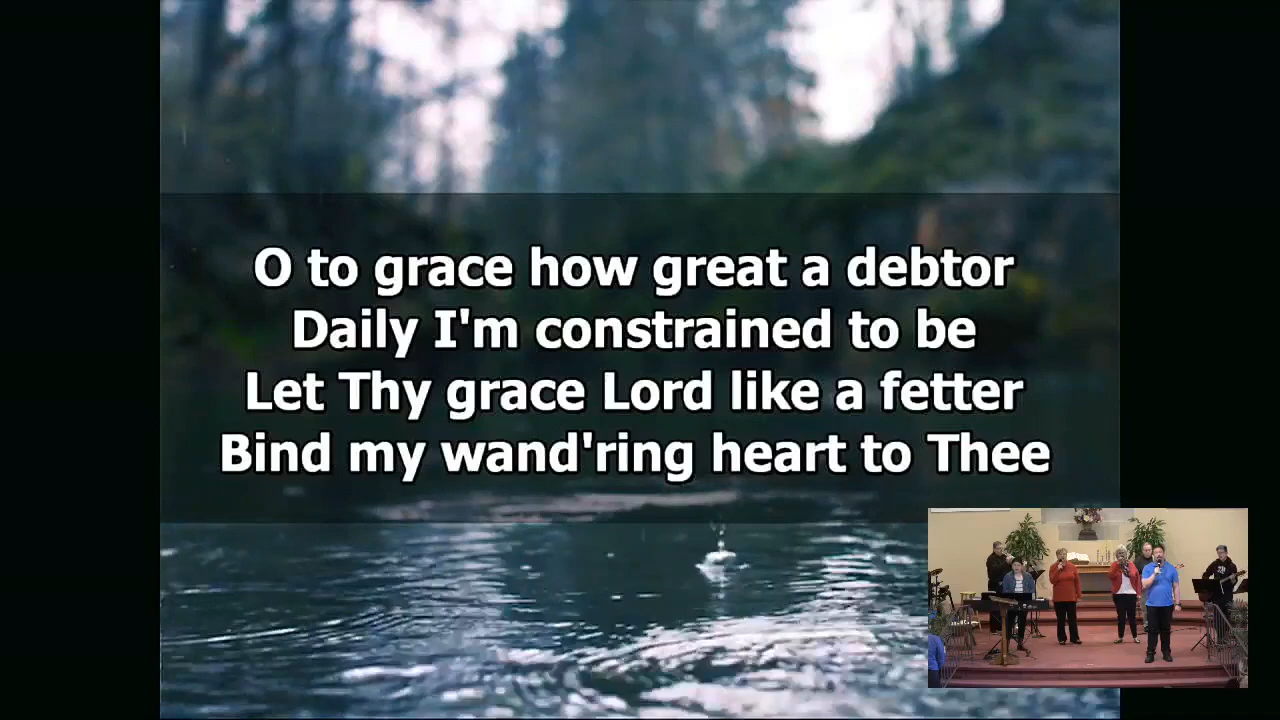 O to grace how great a debtor
Daily I'm constrained to be
Let Thy grace Lord like a fetter
Bind my wand'ring heart to Thee